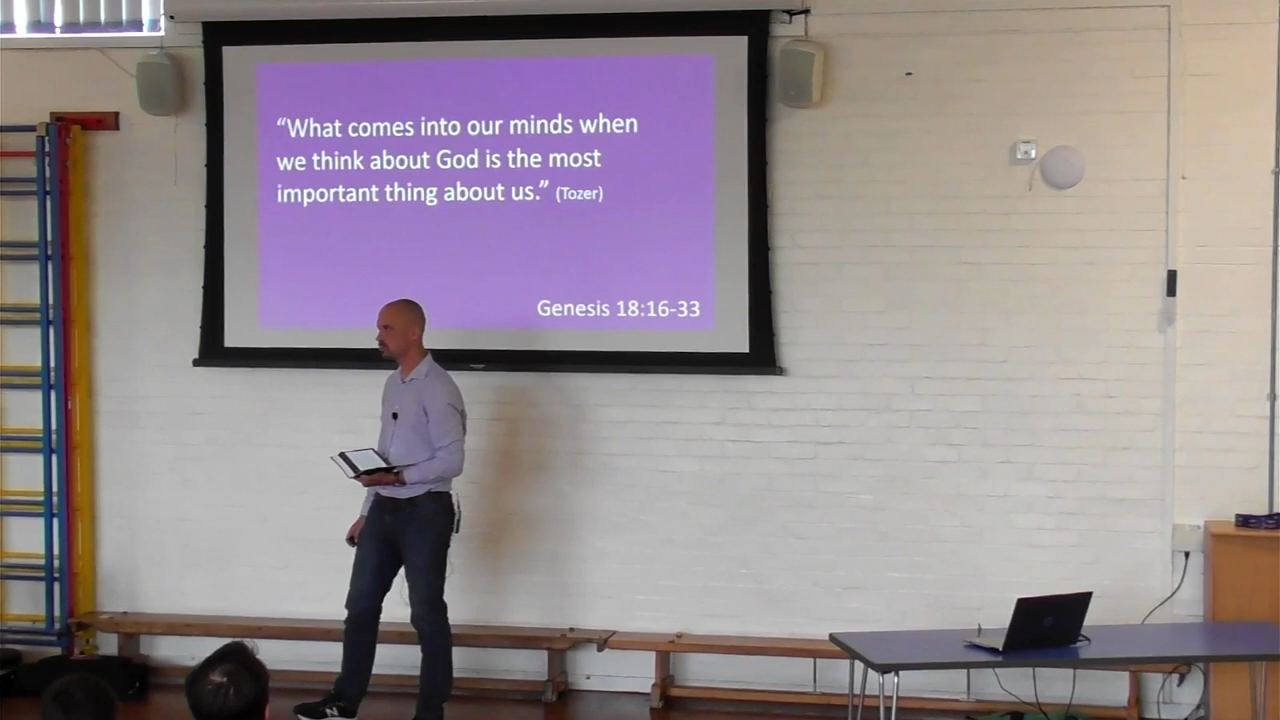 “What comes into our minds when
we think about God is the most
important thing about us.” (Tozer)
Genesis 18:16-33